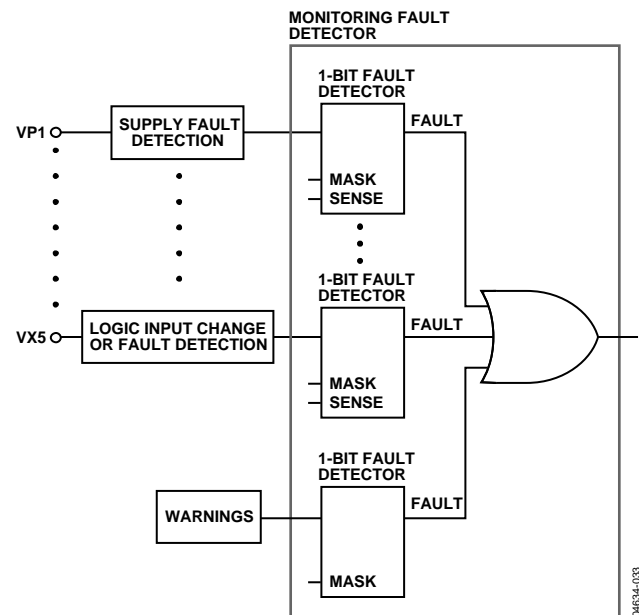 MONITORING FAULT
DETECTOR
1-BIT FAULT
DETECTOR
FAULT
VP1
SUPPLY FAULT
DETECTION
MASK
SENSE
1-BIT FAULT
DETECTOR
FAULT
VX5
LOGIC INPUT CHANGE
OR FAULT DETECTION
MASK
SENSE
1-BIT FAULT
DETECTOR
FAULT
WARNINGS
MASK
04634-033